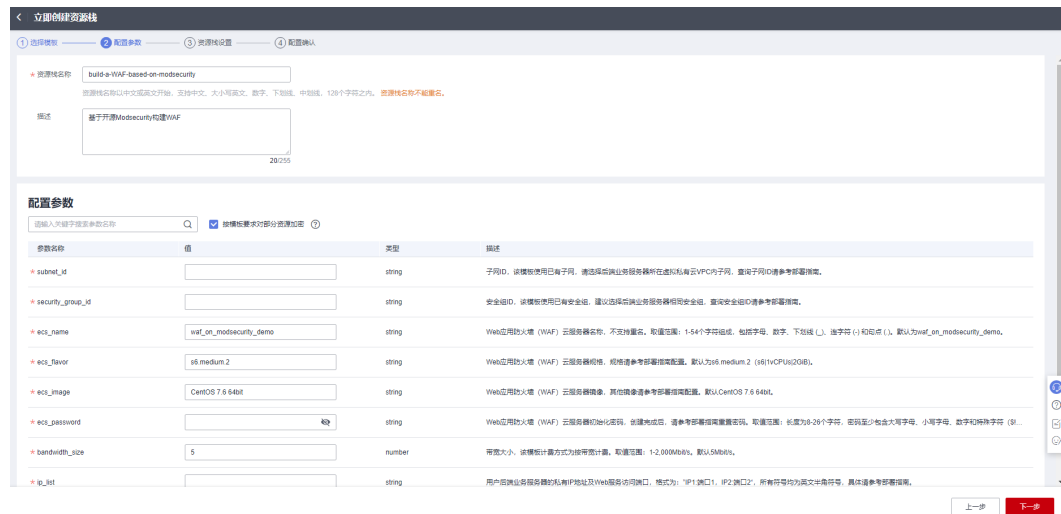 立即创建资源栈
1 选择模板
2 配置参数
3 资源栈设置
4 配置确认
* 资源栈名称 build-a-WAF-based-on-modsecurity
资源栈名称以中文或英文开始，支持中文、大小写英文、数字、下划线、中划线，128个字符之内。资源栈名称不能重名。
描述 基于开源Modsecurity构建WAF
20/255
配置参数
请输入关键字搜索参数名称 按模板要求对部分资源加密
参数名称 值 类型 描述
* subnet_id string 子网ID，该模板使用已有子网，请选择后端业务服务器所在虚拟私有云VPC内子网，查询子网ID请参考部署指南。
* security_group_id string 安全组ID，该模板使用已有安全组，建议选择后端业务服务器相同安全组，查询安全组ID请参考部署指南。
* ecs_name waf_on_modsecurity_demo string Web应用防火墙（WAF）云服务器名称，不支持重名。取值范围：1-54个字符组成，包括字母、数字、下划线 (_)、连字符 (-) 和句点 (.)。默认为waf_on_modsecurity_demo。
* ecs_flavor s6.medium.2 string Web应用防火墙（WAF）云服务器规格，规格请参考部署指南配置。默认为s6.medium.2（s6|1vCPUs|2GiB）。
* ecs_image CentOS 7.6 64bit string Web应用防火墙（WAF）云服务器镜像，其他镜像请参考部署指南配置。默认CentOS 7.6 64bit。
* ecs_password string Web应用防火墙（WAF）云服务器初始化密码，创建完成后，请参考部署指南重置密码。取值范围：长度为8-26个字符，密码至少包含大写字母、小写字母、数字和特殊字符（$!...
* bandwidth_size 5 number 带宽大小，该模板计费方式为按带宽计费。取值范围：1-2,000Mbit/s。默认5Mbit/s。
* ip_list string 用户后端业务服务器的私有IP地址及Web服务访问端口，格式为："IP1:端口1，IP2:端口2"，所有符号均为英文半角符号，具体请参考部署指南。
上一步 下一步